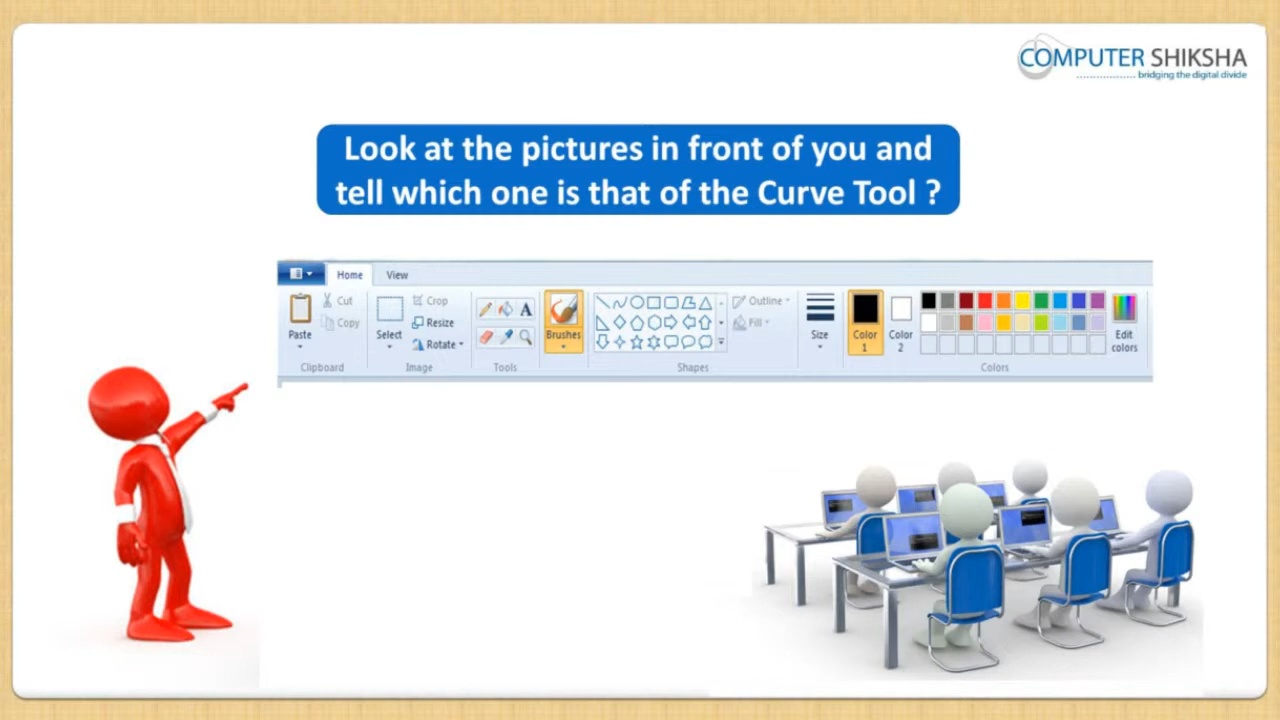 COMPUTER SHIKSHA
bridging the digital divide
Look at the pictures in front of you and
tell which one is that of the Curve Tool ?
Home View
Paste
Cut
Copy
Clipboard
Select
Crop
Resize
Rotate
Image
A
Tools
Brushes
Outline
Fill
Shapes
Size
Color
1
Color
2
Edit
colors
Colors